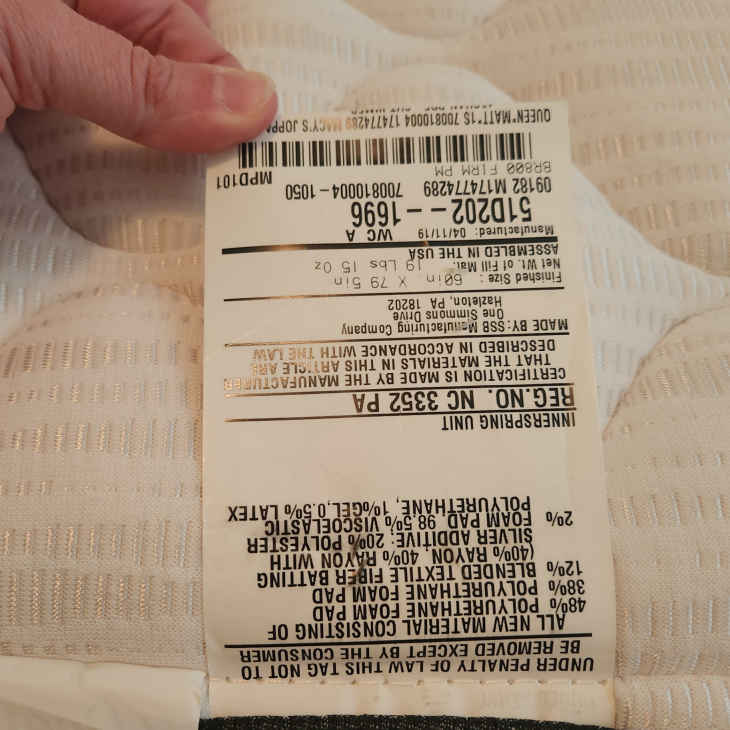 UNDER PENALTY OF LAW THIS TAG NOT TO
BE REMOVED EXCEPT BY THE CONSUMER
ALL NEW MATERIAL CONSISTING OF
48% POLYURETHANE FOAM PAD
38% POLYURETHANE FOAM PAD
12% BLENDED TEXTILE FIBER BATTING
(40% RAYON, 40% RAYON WITH
SILVER ADDITIVE: 20% POLYESTER
2% FOAM PAD, 98.5% VISCOELASTIC
POLYURETHANE, 1%GEL,0.5% LATEX
INNERSPRING UNIT
REG.NO. NC 3352 PA
CERTIFICATION IS MADE BY THE MANUFACTURER
THAT THE MATERIALS IN THIS ARTICLE ARE
DESCRIBED IN ACCORDANCE WITH THE LAW
MADE BY:SSB Manufacturing Company
One Simmons Drive
Hazleton, PA 18202
Finished Size : 60in X 79.5in
Net Wt. of Fill Mat. 19 Lbs 15 Oz
ASSEMBLED IN THE USA
Manufactured: 04/11/19 WC A
51D202--1696
09182 M174774289 700810004-1050
BR800 FIRM PM MPD101
QUEEN*MATT*1S 700810004 174774289 MACY'S JOPPA